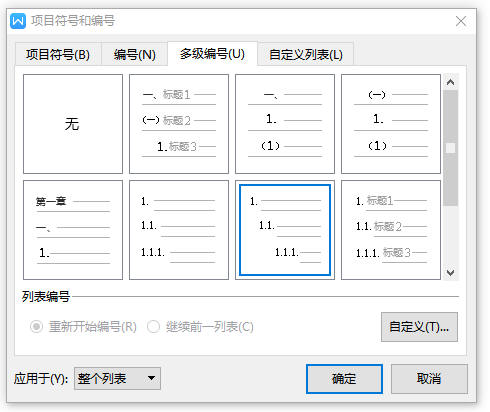 项目符号和编号
项目符号(B) 编号(N) 多级编号(U) 自定义列表(L)
无
一、标题1
(一)标题2
1.标题3
一、
1.
(1)
(一)
1.
(1)
第一章
一、
1.
1.
1.1.
1.1.1.
1.
1.1.
1.1.1.
1.标题1
1.1.标题2
1.1.1.标题3
列表编号
重新开始编号(R) 继续前一列表(C) 自定义(T)...
应用于(Y): 整个列表 确定 取消